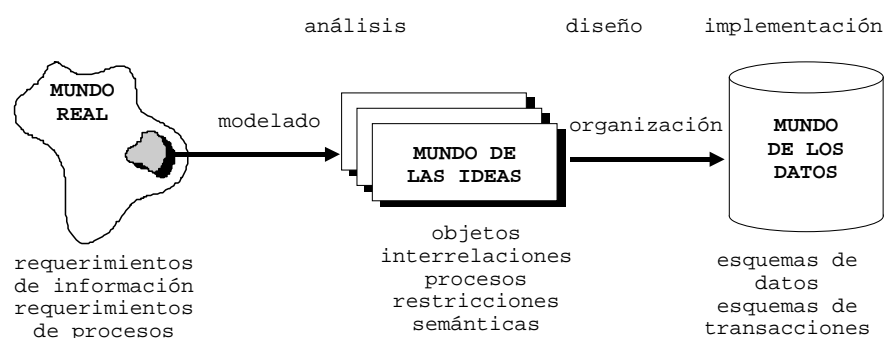 análisis
diseño
implementación
MUNDO
REAL
modelado
MUNDO DE
LAS IDEAS
organización
MUNDO
DE LOS
DATOS
requerimientos
de información
requerimientos
de procesos
objetos
interrelaciones
procesos
restricciones
semánticas
esquemas de
datos
esquemas de
transacciones